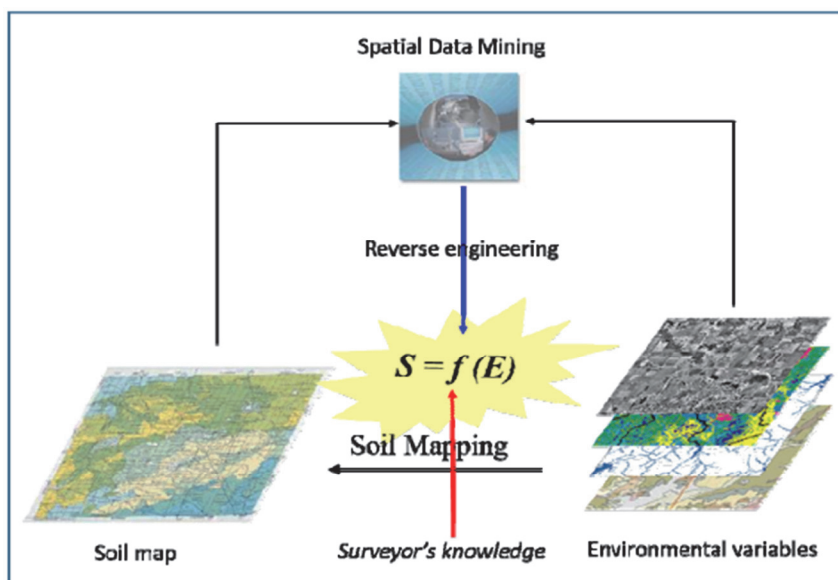 Spatial Data Mining
Reverse engineering
S = f (E)
Soil Mapping
Soil map
Surveyor's knowledge
Environmental variables